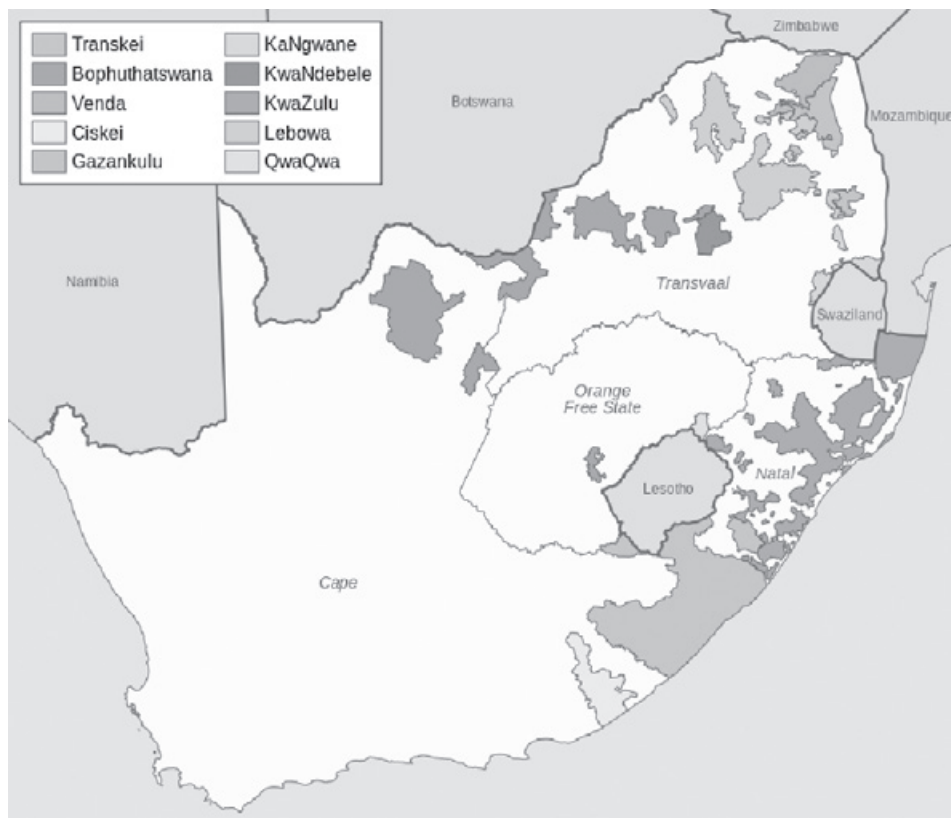 Transkei
Bophuthatswana
Venda
Ciskei
Gazankulu
KaNgwane
KwaNdebele
KwaZulu
Lebowa
QwaQwa
Zimbabwe
Botswana
Mozambique
Namibia
Transvaal
Swaziland
Orange
Free State
Natal
Lesotho
Cape